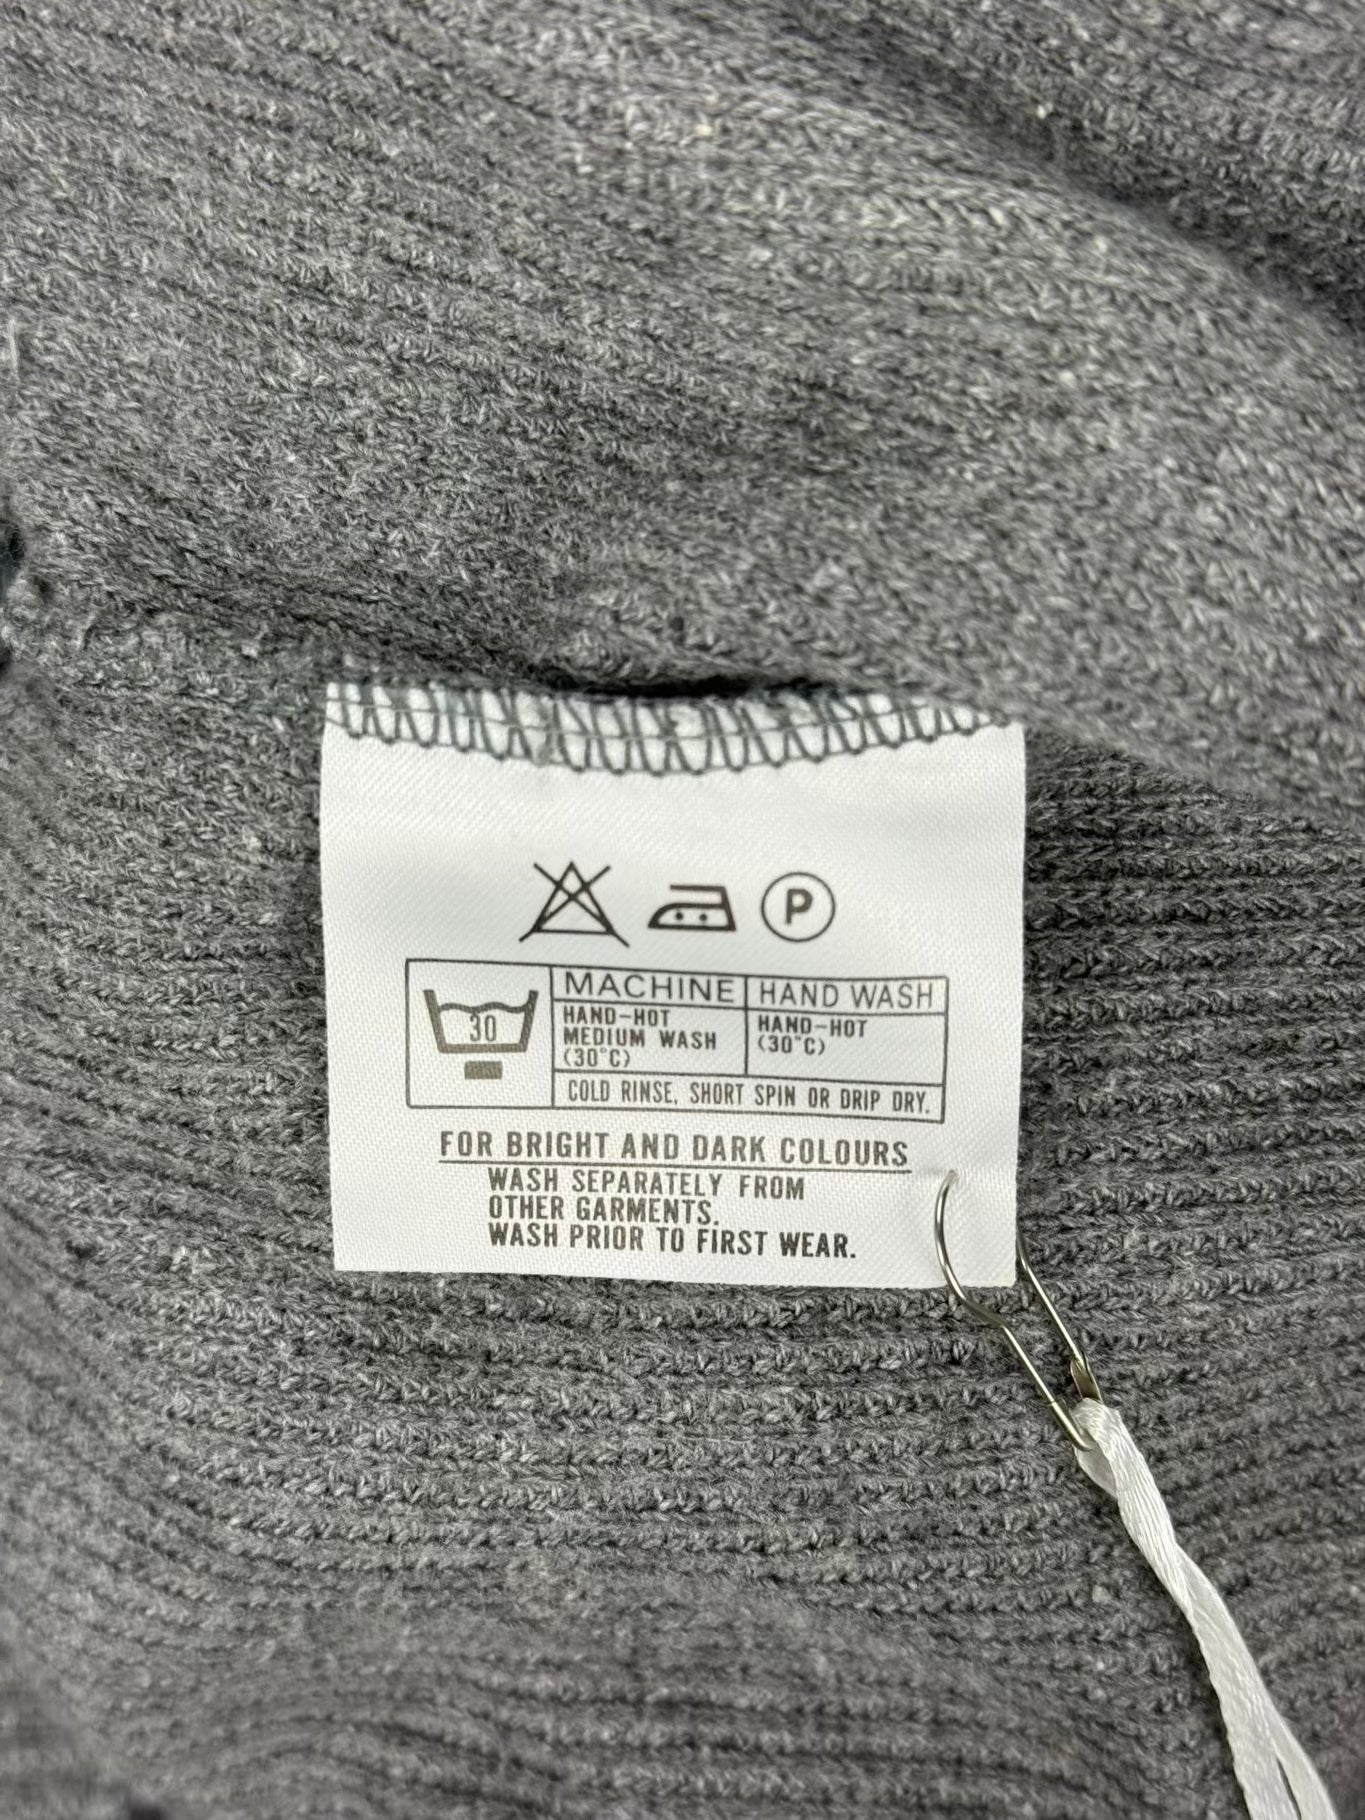 P
MACHINE
HAND WASH
30
HAND-HOT
MEDIUM WASH
(30°C)
HAND-HOT
(30°C)
COLD RINSE, SHORT SPIN OR DRIP DRY.
FOR BRIGHT AND DARK COLOURS
WASH SEPARATELY FROM
OTHER GARMENTS.
WASH PRIOR TO FIRST WEAR.